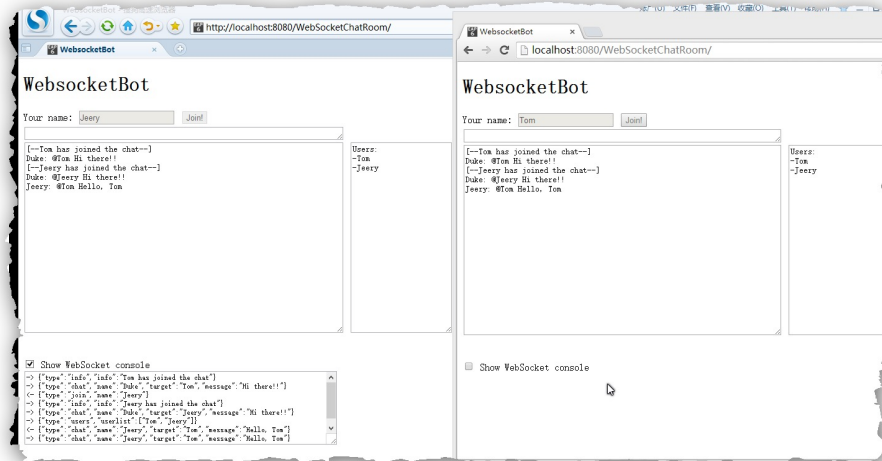 http://localhost:8080/WebSocketChatRoom/
WebsocketBot
WebsocketBot
Your name: Jeery Join!
[--Tom has joined the chat--]
Duke: @Tom Hi there!!
[--Jeery has joined the chat--]
Duke: @Jeery Hi there!!
Jeery: @Tom Hello, Tom
Users:
-Tom
-Jeery
Show WebSocket console
-> {"type":"info","info":"Tom has joined the chat"}
-> {"type":"chat","name":"Duke","target":"Tom","message":"Hi there!!"}
<- {"type":"join","name":"Jeery"}
-> {"type":"info","info":"Jeery has joined the chat"}
-> {"type":"chat","name":"Duke","target":"Jeery","message":"Hi there!!"}
-> {"type":"users","userlist":["Tom","Jeery"]}
<- {"type":"chat","name":"Jeery","target":"Tom","message":"Hello, Tom"}
-> {"type":"chat","name":"Jeery","target":"Tom","message":"Hello, Tom"}
文件(F) 查看(V) 收藏(O)
WebsocketBot
localhost:8080/WebSocketChatRoom/
WebsocketBot
Your name: Tom Join!
[--Tom has joined the chat--]
Duke: @Tom Hi there!!
[--Jeery has joined the chat--]
Duke: @Jeery Hi there!!
Jeery: @Tom Hello, Tom
Users:
-Tom
-Jeery
Show WebSocket console